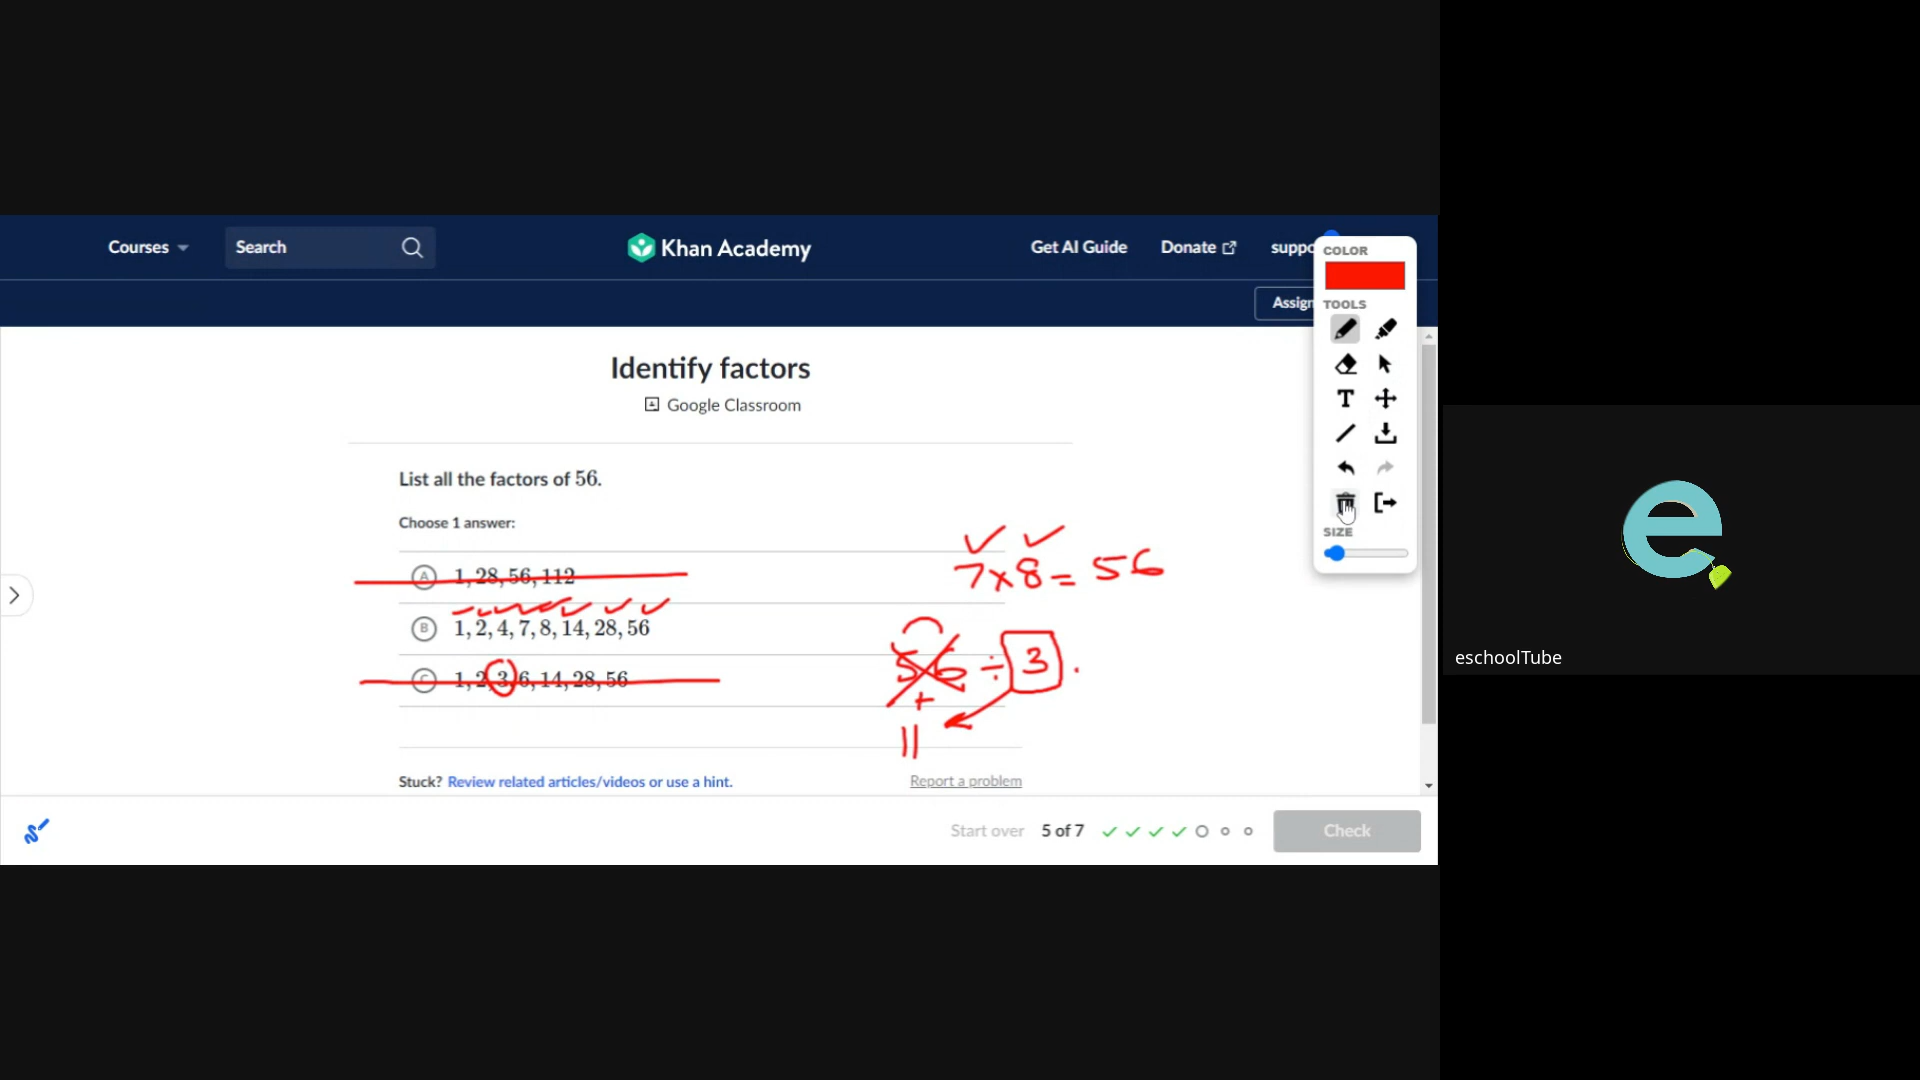 Courses
Search
Khan Academy
Get AI Guide
Donate
suppo
COLOR
Assign
TOOLS
T
SIZE
Identify factors
Google Classroom
List all the factors of 56.
Choose 1 answer:
A 1, 28, 56, 112
B 1, 2, 4, 7, 8, 14, 28, 56
C 1, 2, 3, 6, 14, 28, 56
7 x 8 = 56
56 ÷ 3 .
+
11
Stuck? Review related articles/videos or use a hint.
Report a problem
Start over
5 of 7
Check
e
eschoolTube